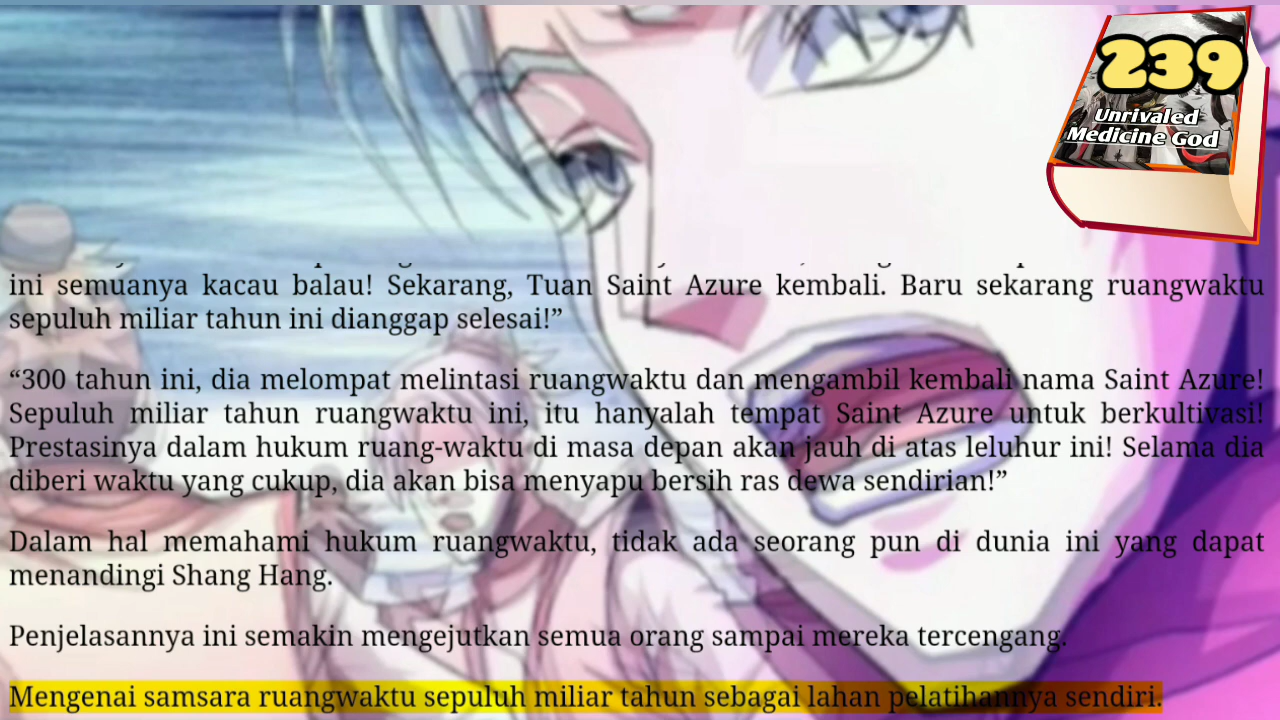 239
Unrivaled
Medicine God
ini semuanya kacau balau! Sekarang, Tuan Saint Azure kembali. Baru sekarang ruangwaktu
sepuluh miliar tahun ini dianggap selesai!”
“300 tahun ini, dia melompat melintasi ruangwaktu dan mengambil kembali nama Saint Azure!
Sepuluh miliar tahun ruangwaktu ini, itu hanyalah tempat Saint Azure untuk berkultivasi!
Prestasinya dalam hukum ruang-waktu di masa depan akan jauh di atas leluhur ini! Selama dia
diberi waktu yang cukup, dia akan bisa menyapu bersih ras dewa sendirian!”
Dalam hal memahami hukum ruangwaktu, tidak ada seorang pun di dunia ini yang dapat
menandingi Shang Hang.
Penjelasannya ini semakin mengejutkan semua orang sampai mereka tercengang.
Mengenai samsara ruangwaktu sepuluh miliar tahun sebagai lahan pelatihannya sendiri.